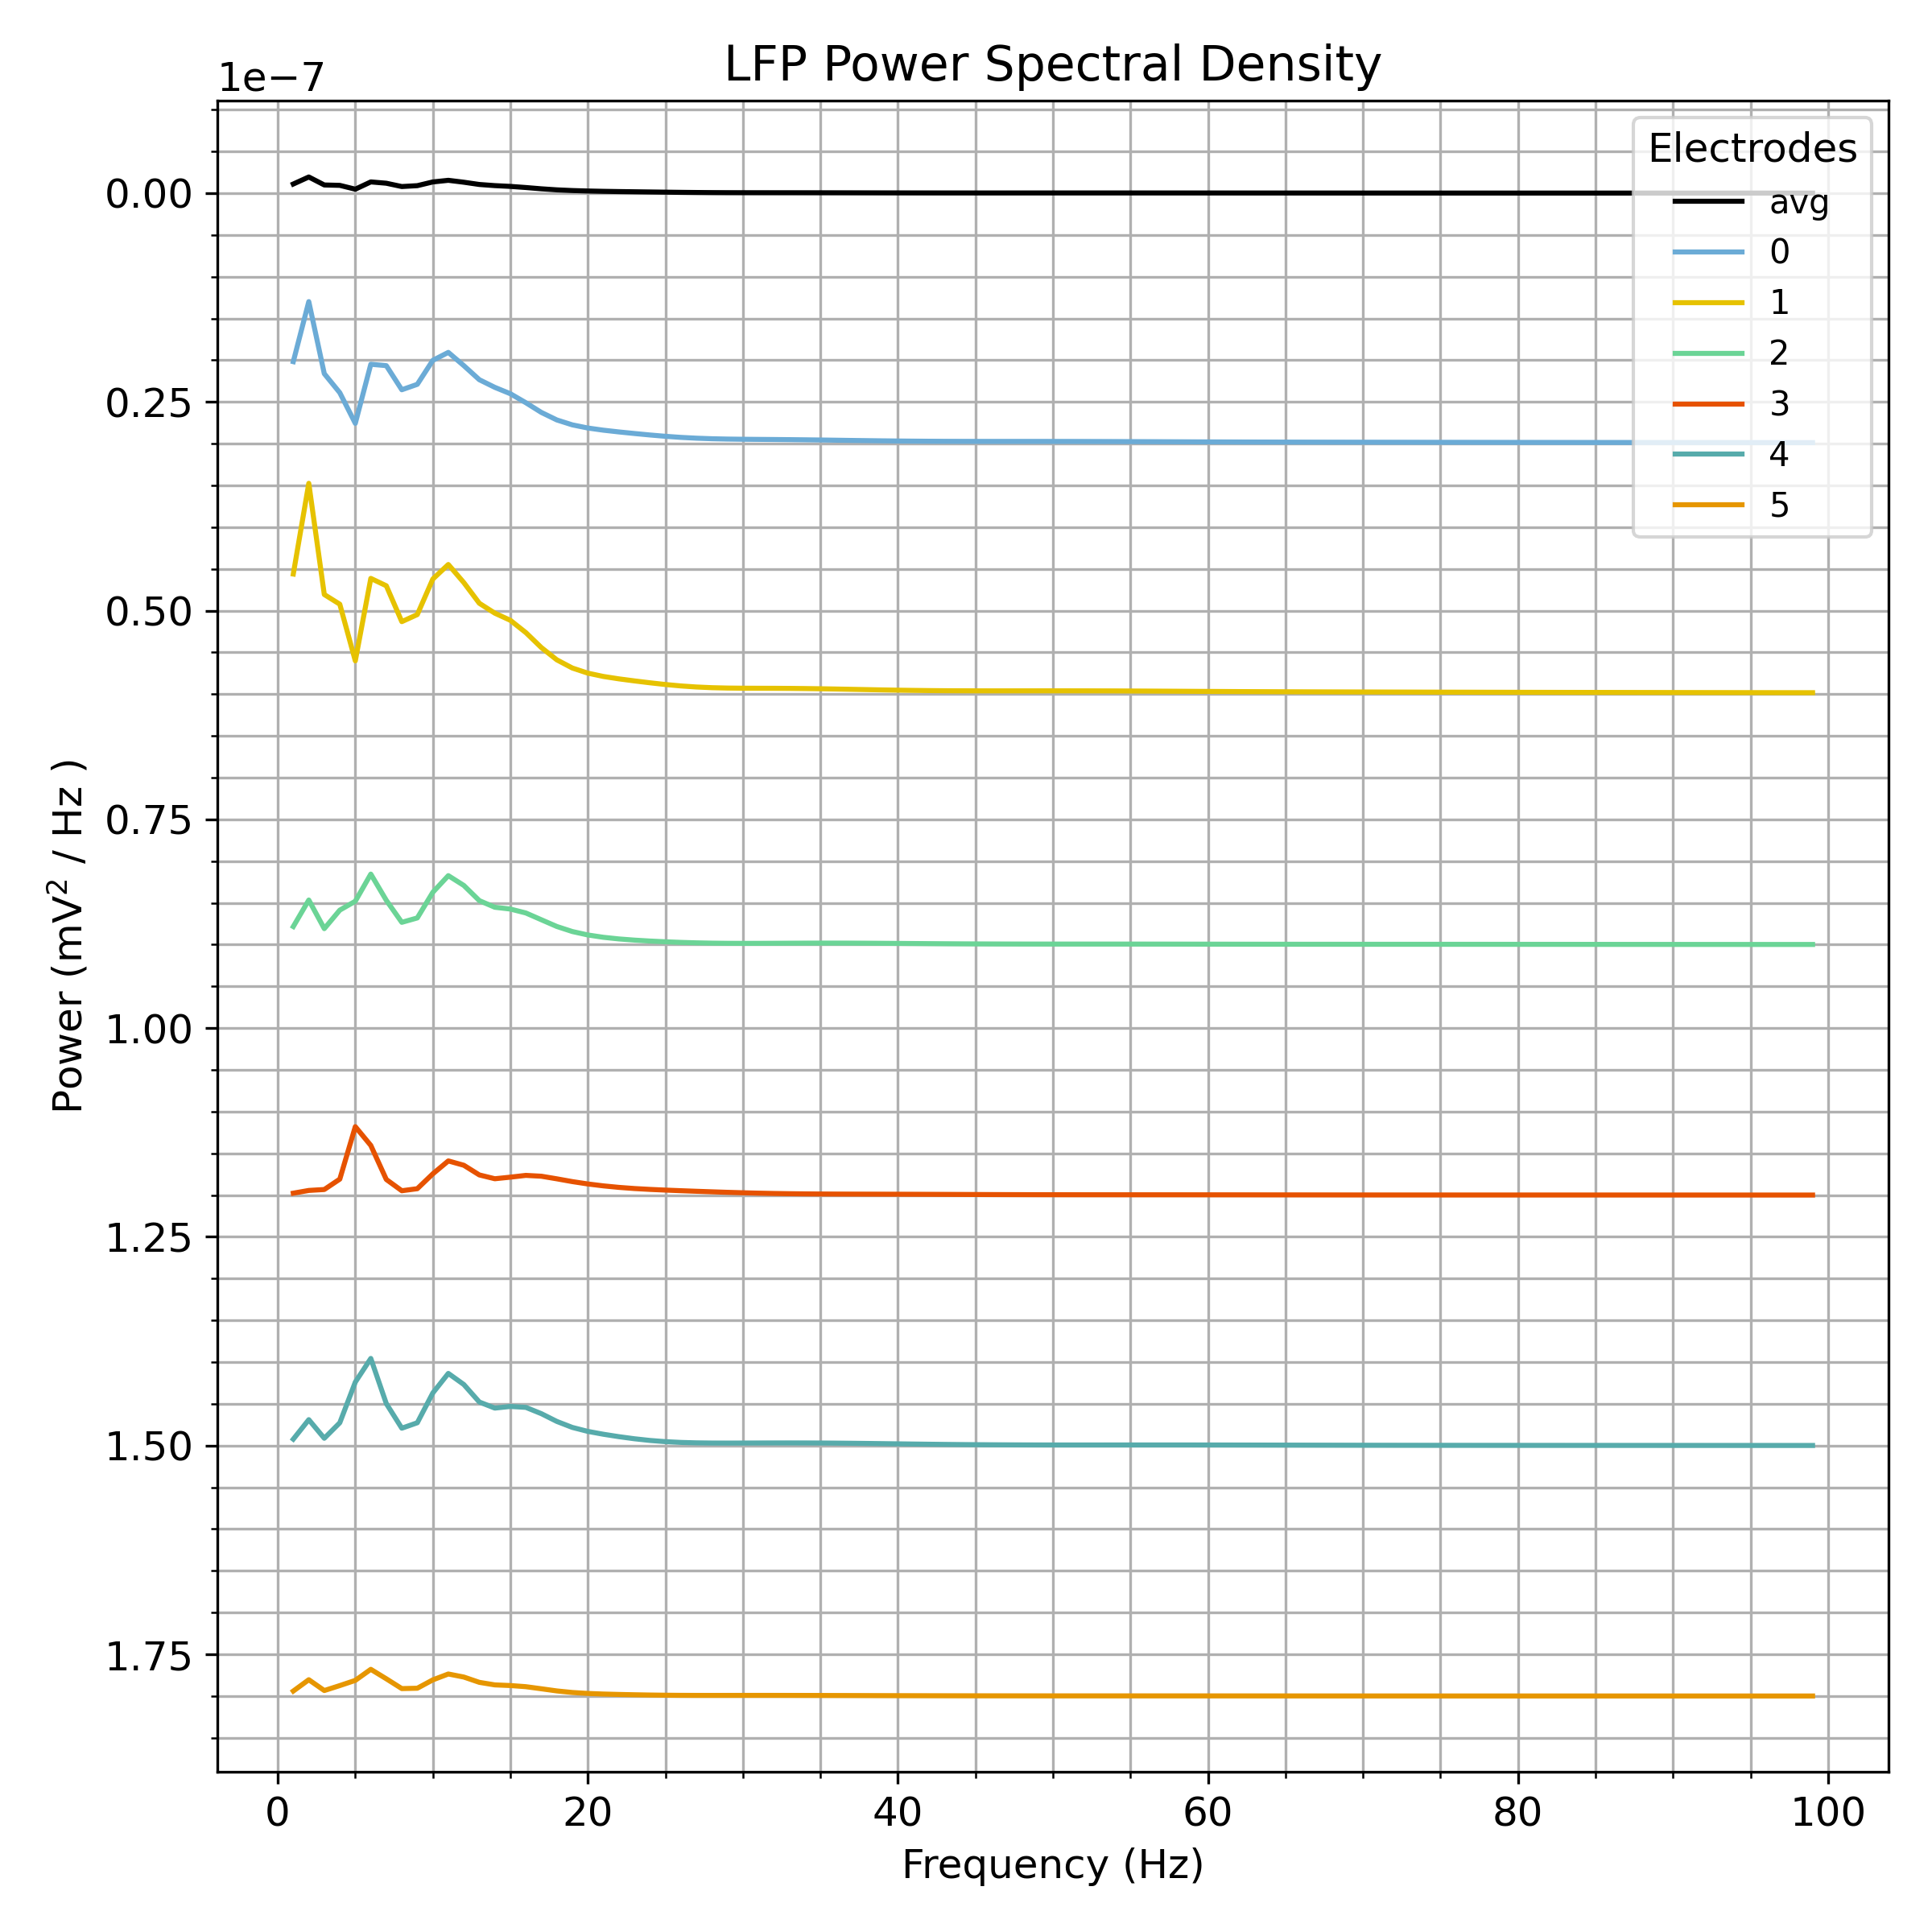 LFP Power Spectral Density
1e−7
Electrodes
avg
0
1
2
3
4
5
0.00
0.25
0.50
0.75
1.00
1.25
1.50
1.75
Power (mV² / Hz )
0 20 40 60 80 100
Frequency (Hz)